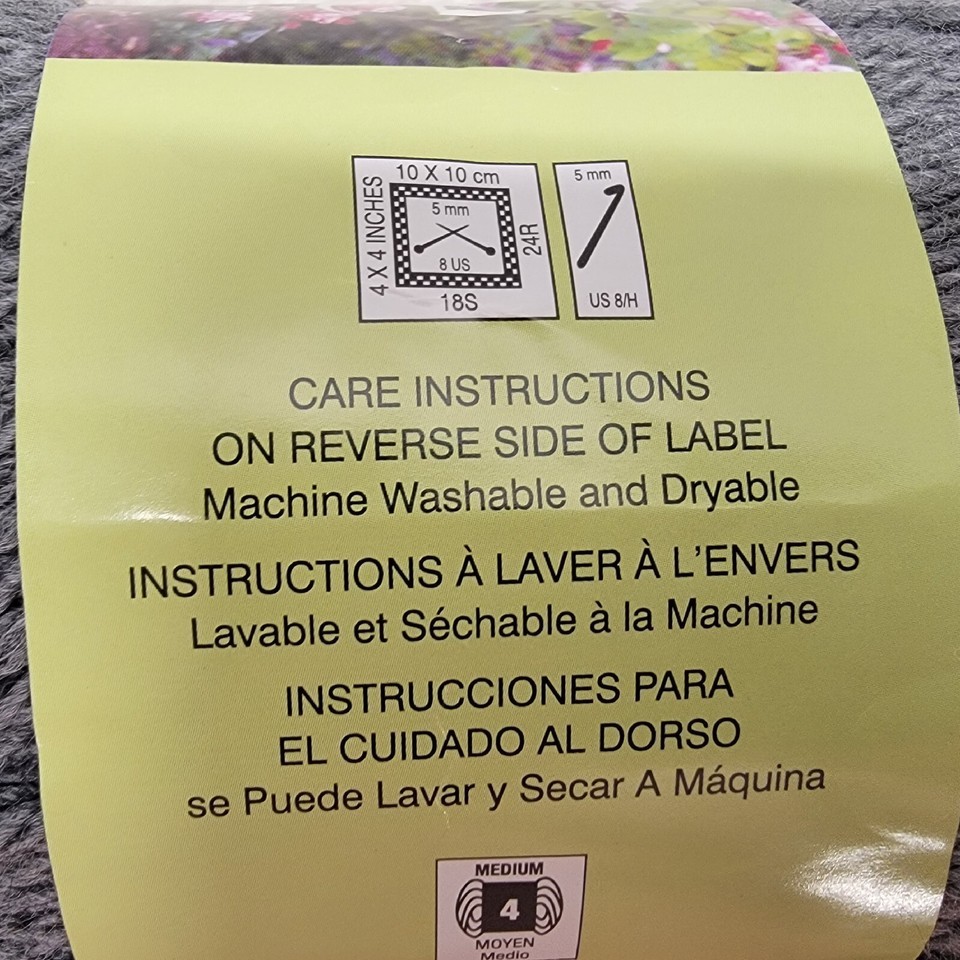 10 X 10 cm
4 X 4 INCHES
5 mm
8 US
24R
18S
5 mm
US 8/H
CARE INSTRUCTIONS
ON REVERSE SIDE OF LABEL
Machine Washable and Dryable
INSTRUCTIONS À LAVER À L'ENVERS
Lavable et Séchable à la Machine
INSTRUCCIONES PARA
EL CUIDADO AL DORSO
se Puede Lavar y Secar A Máquina
MEDIUM
4
MOYEN
Medio